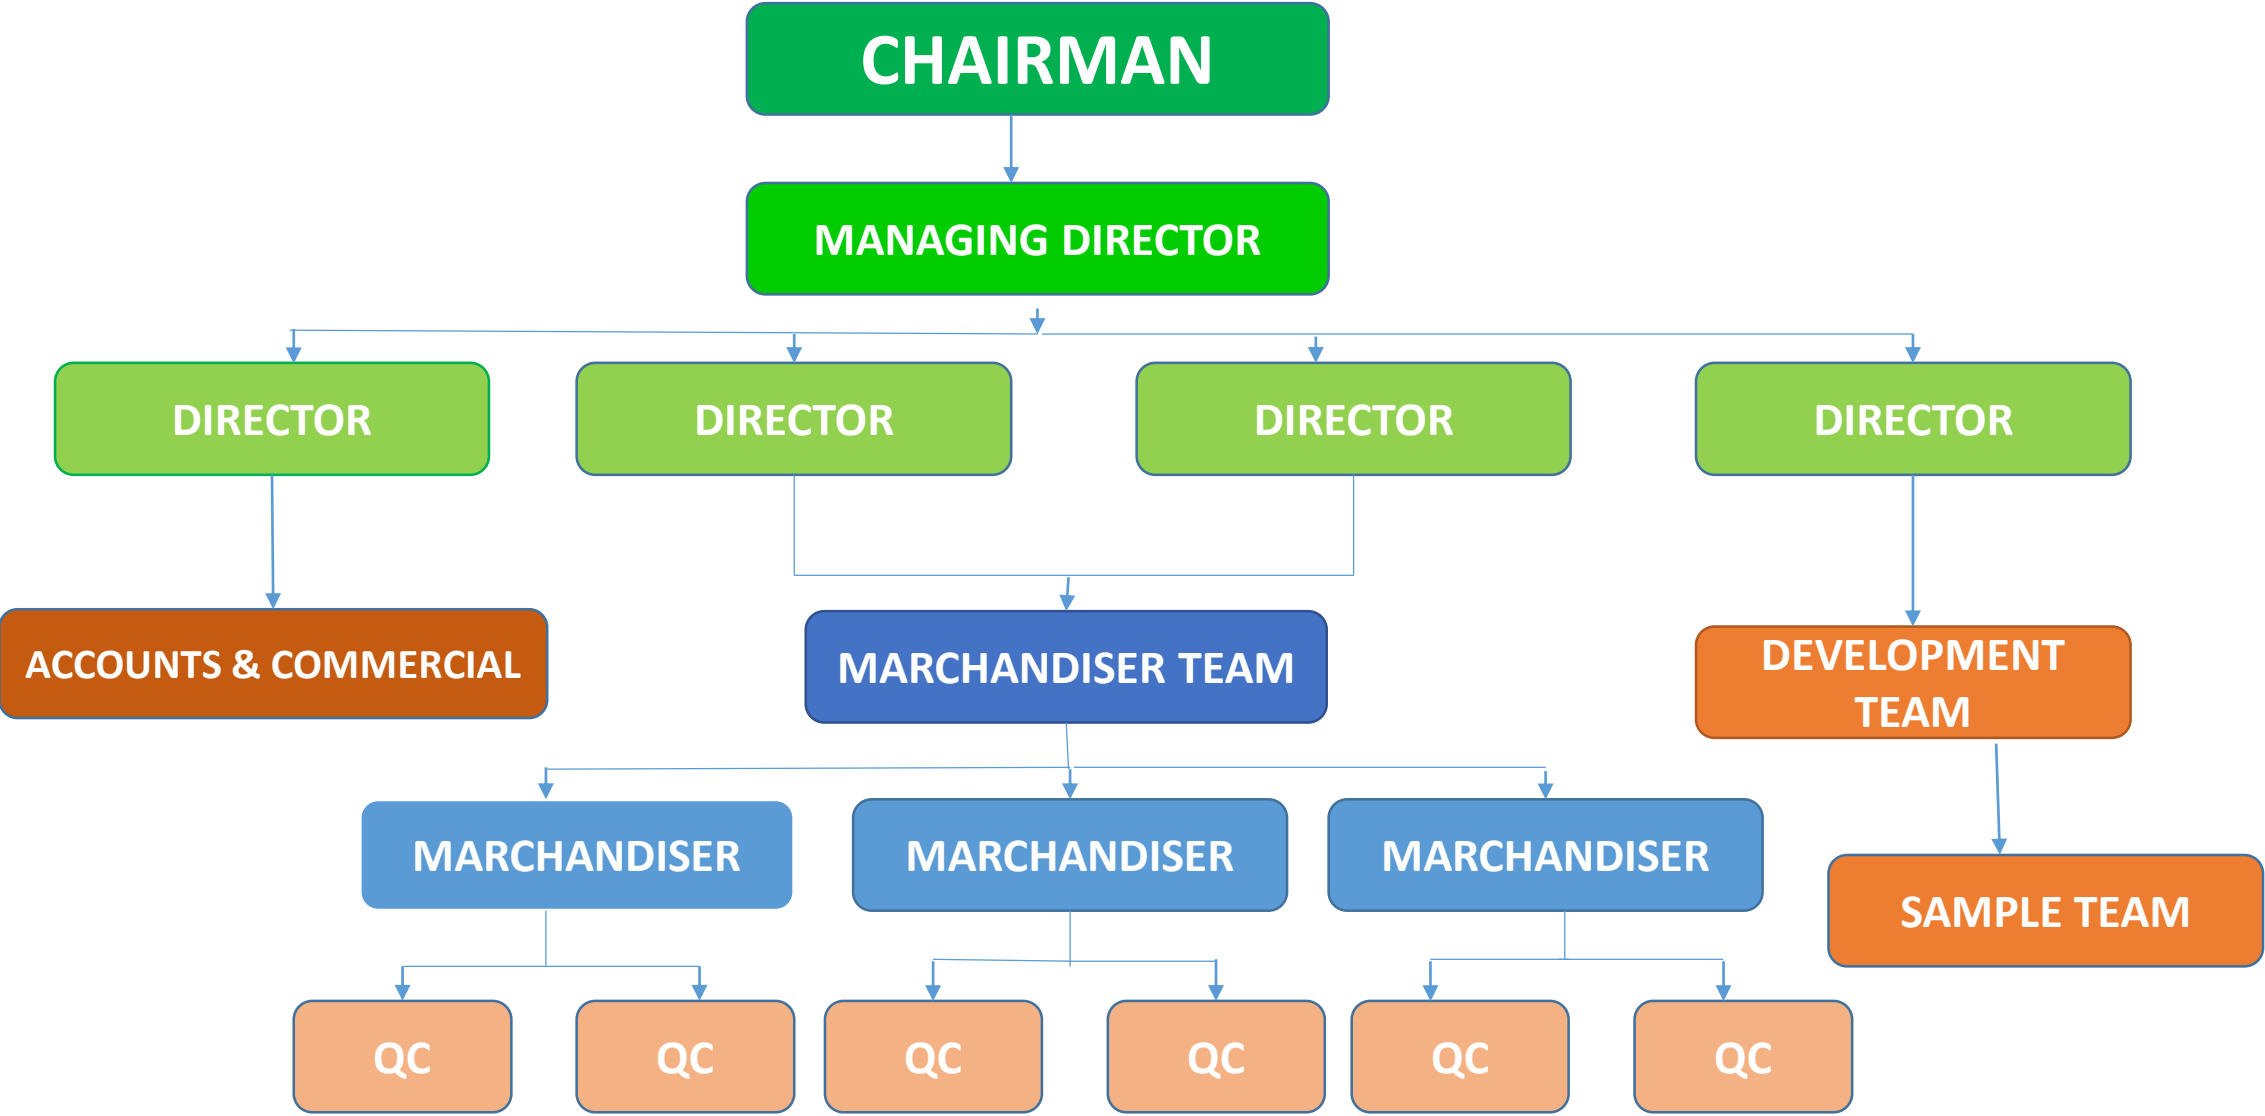 CHAIRMAN
MANAGING DIRECTOR
DIRECTOR
DIRECTOR
DIRECTOR
DIRECTOR
ACCOUNTS & COMMERCIAL
MARCHANDISER TEAM
DEVELOPMENT
TEAM
MARCHANDISER
MARCHANDISER
MARCHANDISER
SAMPLE TEAM
QC
QC
QC
QC
QC
QC